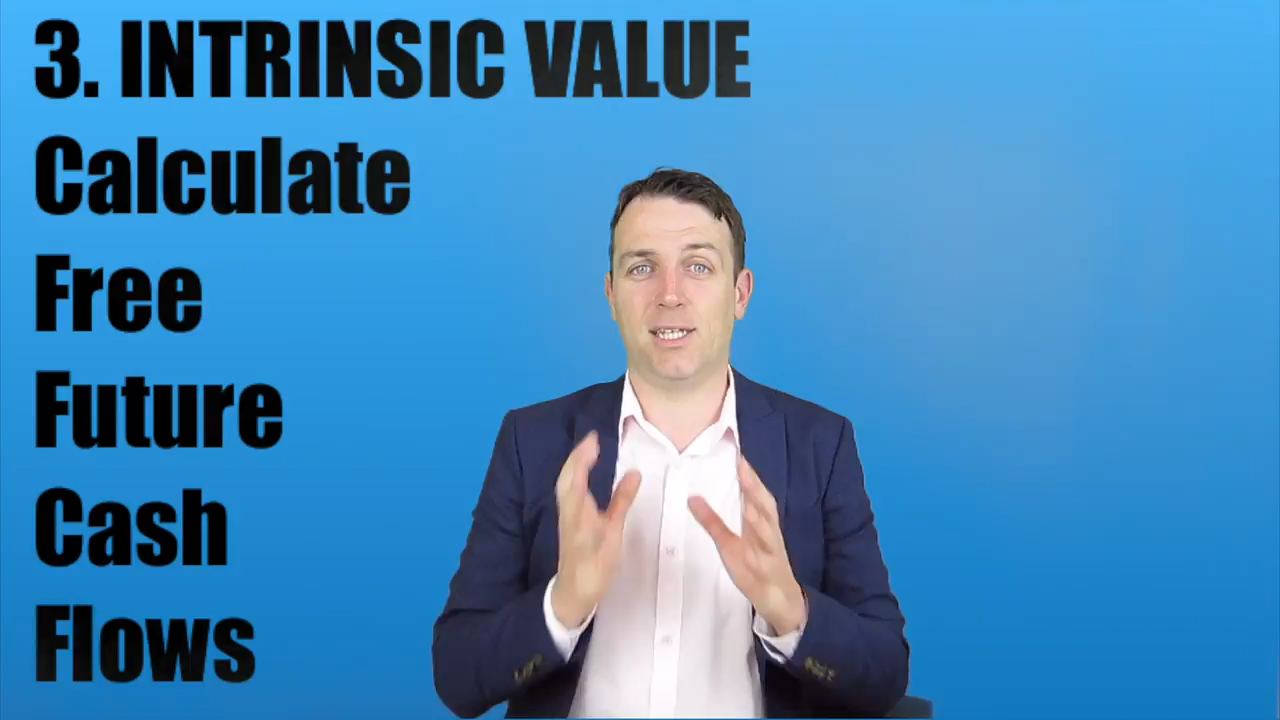 3. INTRINSIC VALUE
Calculate
Free
Future
Cash
Flows